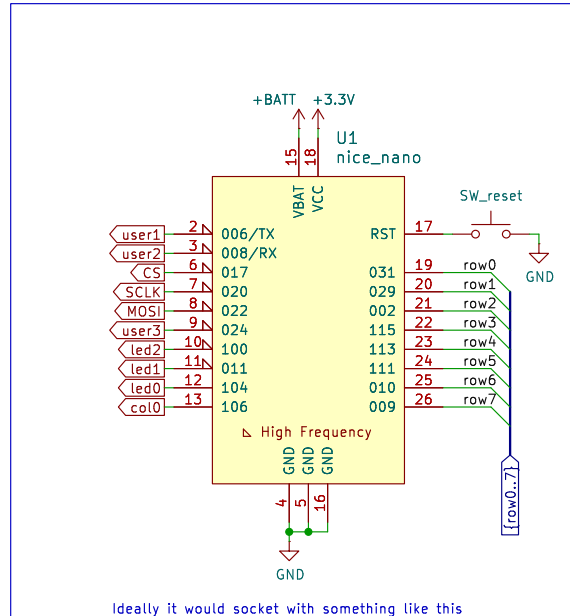 +BATT +3.3V
U1
nice_nano
15 18
VBAT VCC
SW_reset
user1 2 006/TX RST 17
user2 3 008/RX
GND
CS 6 017 031 19 row0
SCLK 7 020 029 20 row1
MOSI 8 022 002 21 row2
user3 9 024 115 22 row3
led2 10 100 113 23 row4
led1 11 011 111 24 row5
led0 12 104 010 25 row6
col0 13 106 009 26 row7
High Frequency
GND GND GND
4 5 16
{row0..7}
GND
Ideally it would socket with something like this